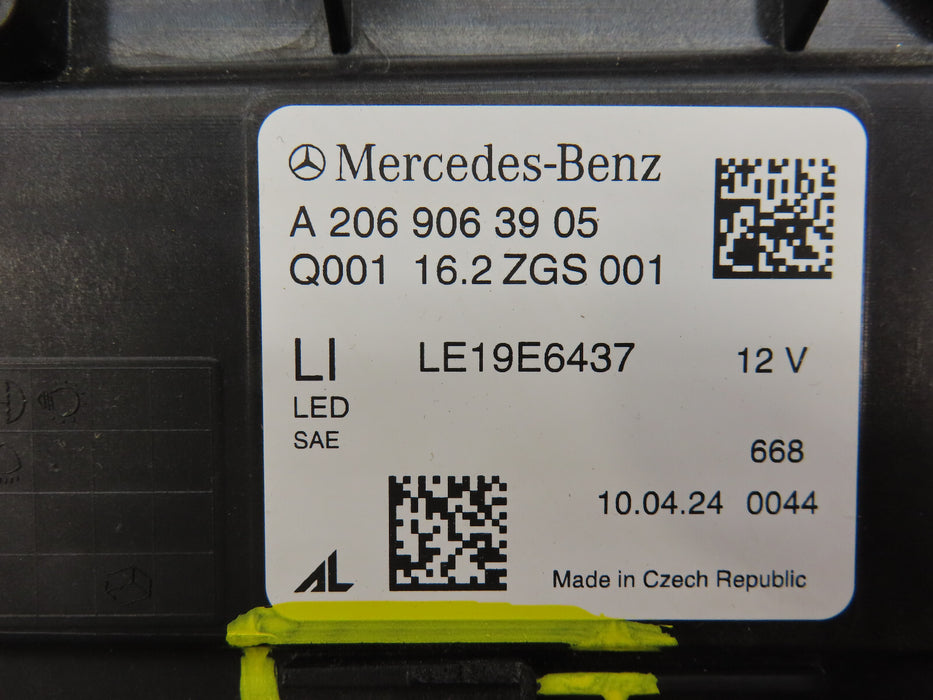 Mercedes-Benz
A 206 906 39 05
Q001 16.2 ZGS 001
LI LE19E6437 12 V
LED
SAE
668
10.04.24 0044
AL Made in Czech Republic